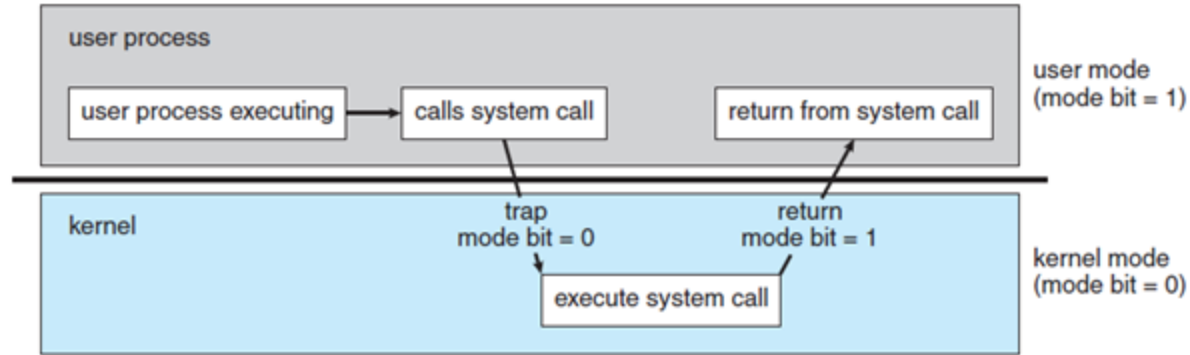 user process
user process executing
calls system call
return from system call
user mode
(mode bit = 1)
kernel
trap
mode bit = 0
return
mode bit = 1
execute system call
kernel mode
(mode bit = 0)